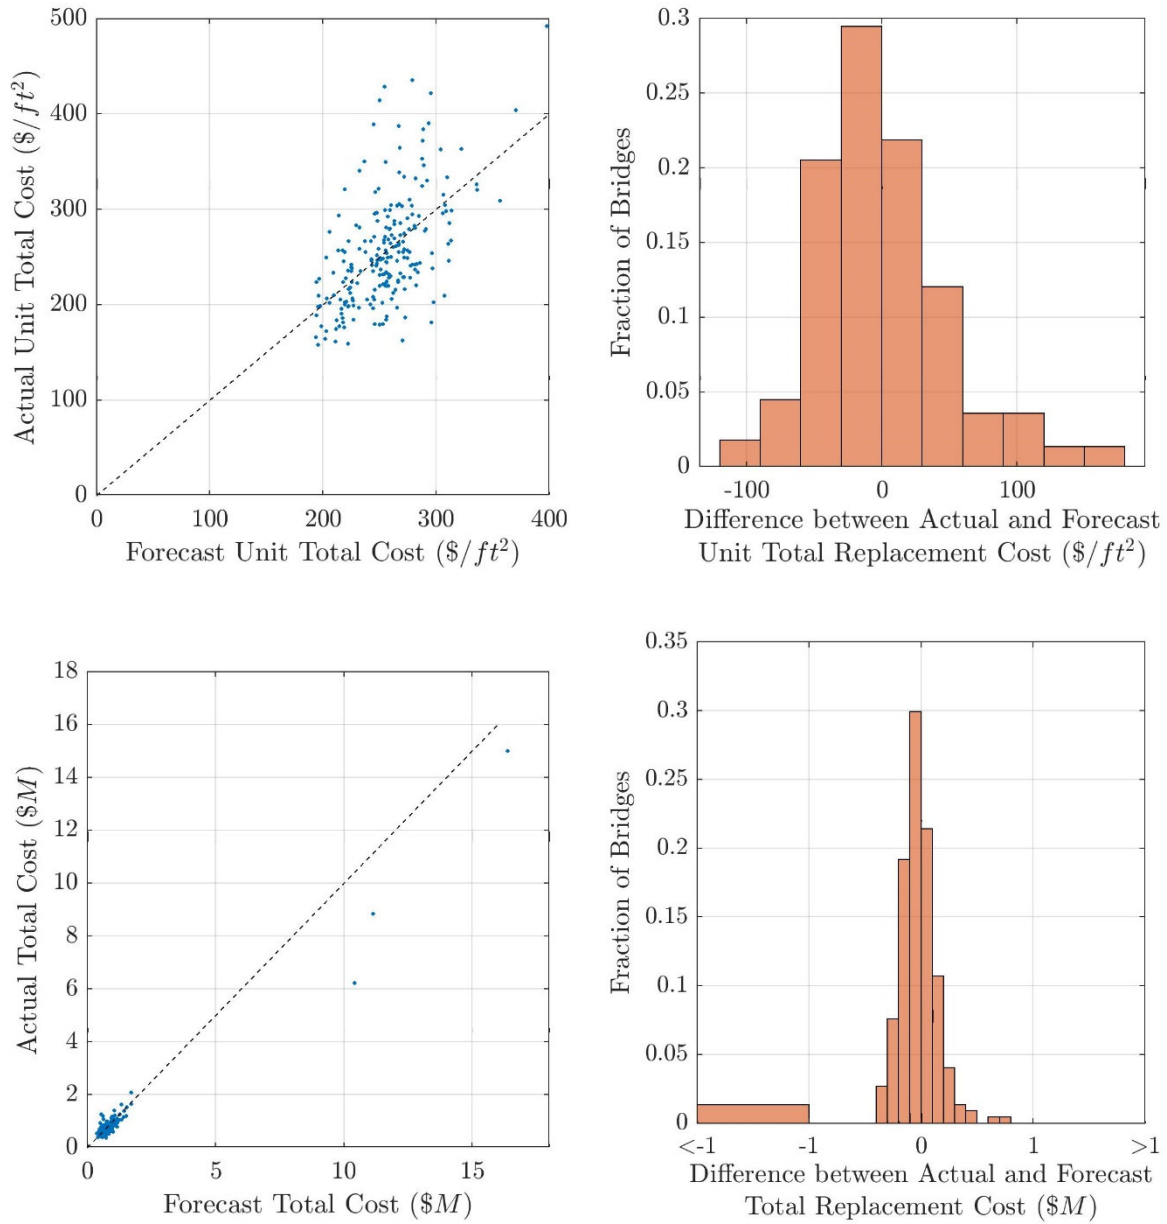 500
400
300
200
100
0
0 100 200 300 400
Actual Unit Total Cost ($/ft²)
Forecast Unit Total Cost ($/ft²)
0.3
0.25
0.2
0.15
0.1
0.05
0
-100 0 100
Fraction of Bridges
Difference between Actual and Forecast
Unit Total Replacement Cost ($/ft²)
18
16
14
12
10
8
6
4
2
0
0 5 10 15
Actual Total Cost ($M)
Forecast Total Cost ($M)
0.35
0.3
0.25
0.2
0.15
0.1
0.05
0
<-1 -1 0 1 >1
Fraction of Bridges
Difference between Actual and Forecast
Total Replacement Cost ($M)